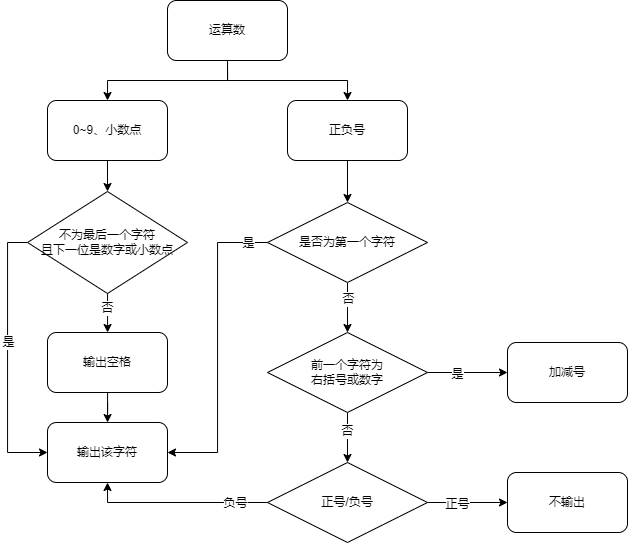 运算数
0~9、小数点
正负号
不为最后一个字符
且下一位是数字或小数点
是否为第一个字符
是
否
否
是
输出空格
前一个字符为
右括号或数字
是
加减号
否
输出该字符
正号/负号
负号
正号
不输出